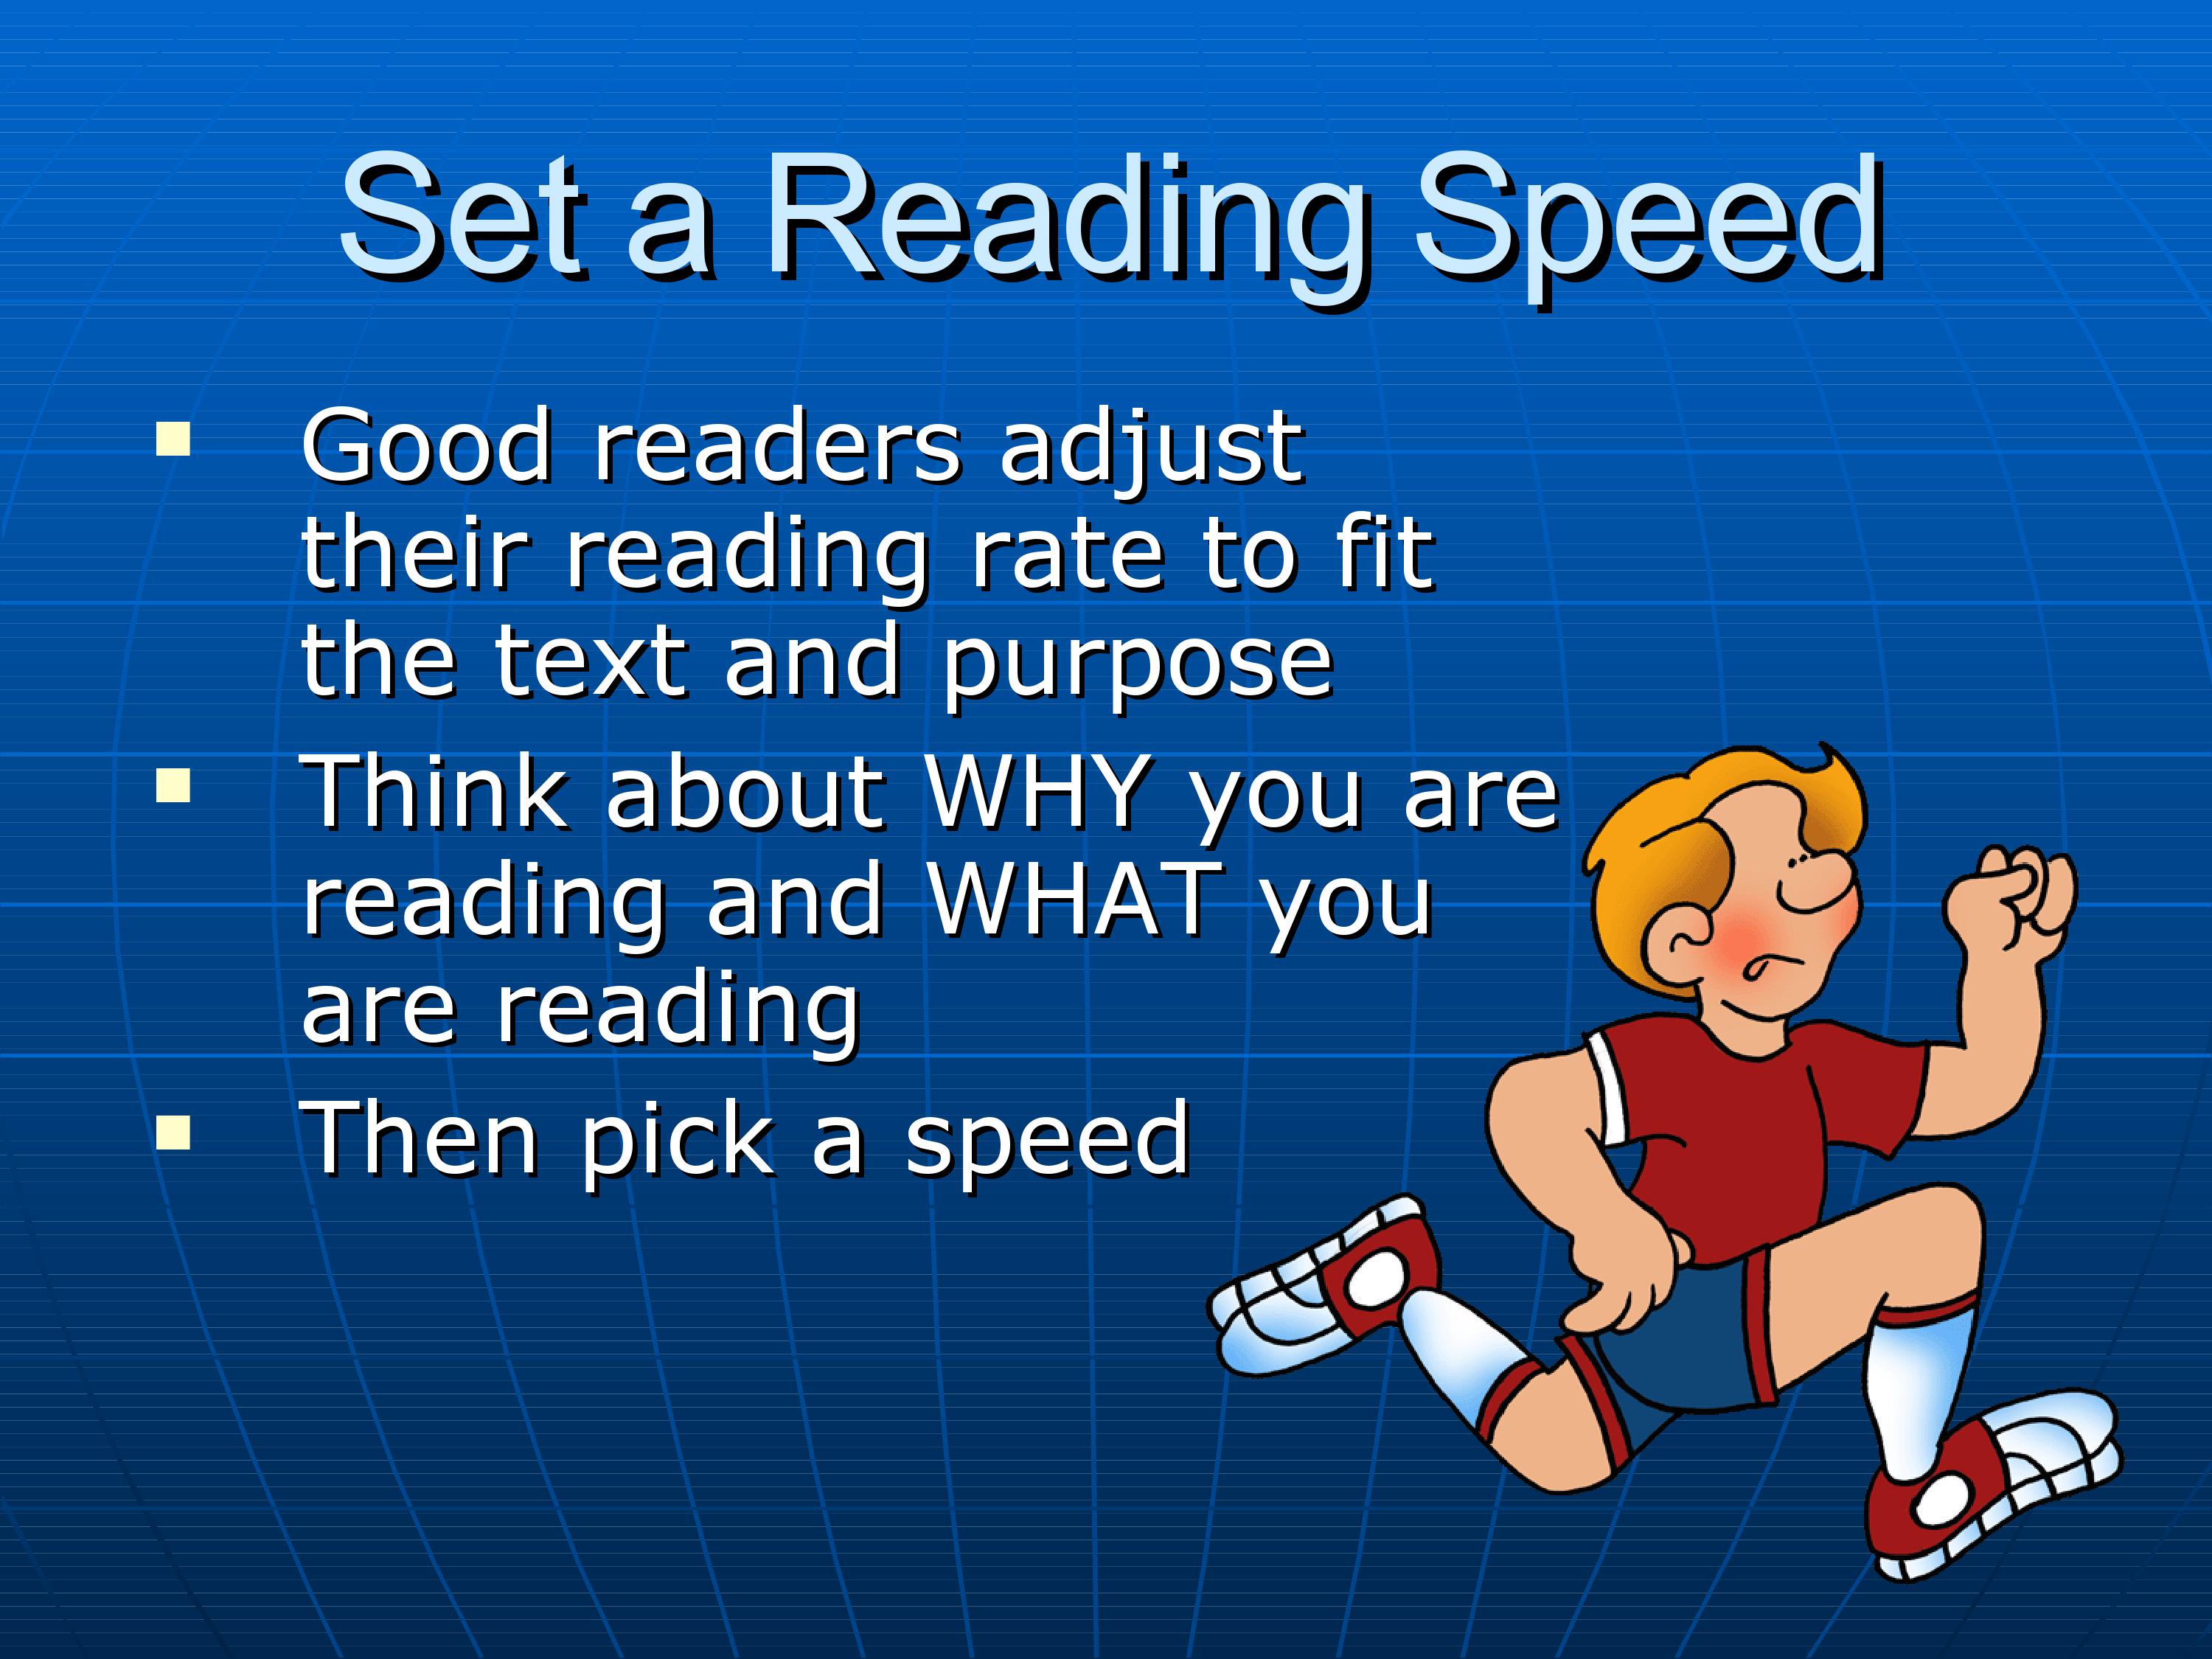 Set a Reading Speed
Good readers adjust
their reading rate to fit
the text and purpose
Think about WHY you are
reading and WHAT you
are reading
Then pick a speed